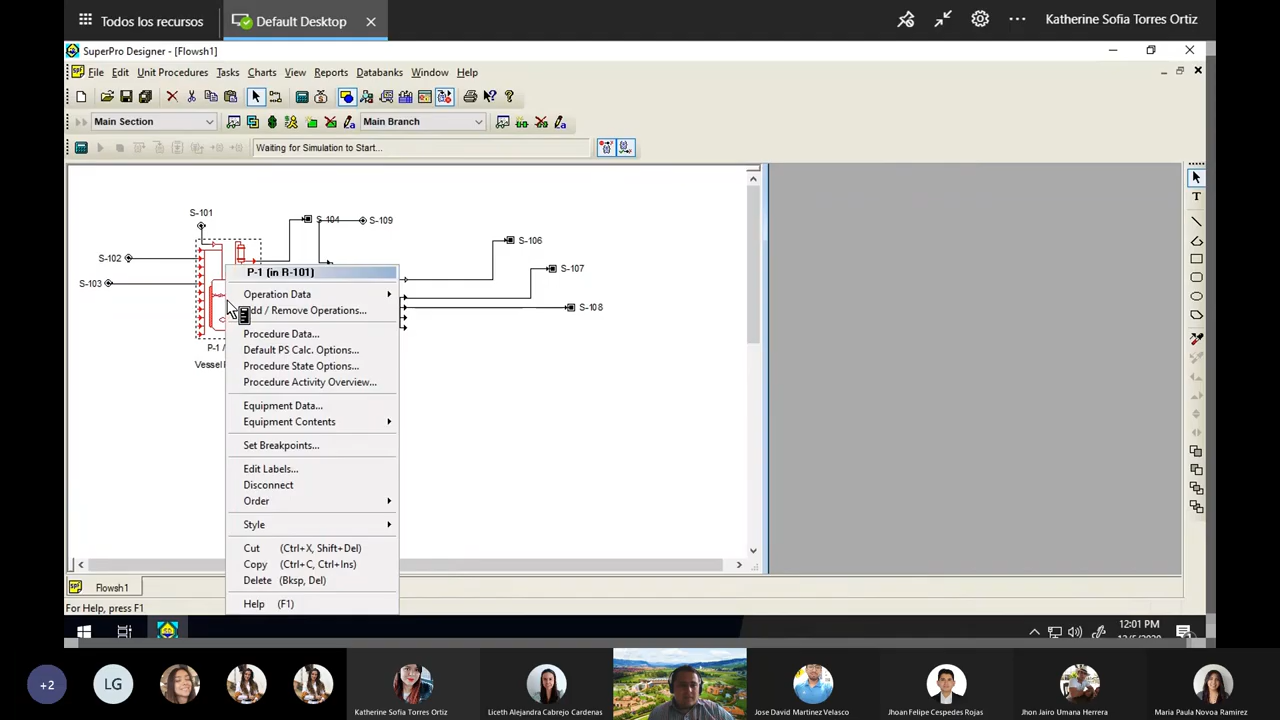 Todos los recursos
Default Desktop
Katherine Sofia Torres Ortiz
SuperPro Designer - [Flowsh1]
File Edit Unit Procedures Tasks Charts View Reports Databanks Window Help
Main Section
Main Branch
Waiting for Simulation to Start...
S-101
S-104
S-109
S-102
S-103
S-106
S-107
S-108
P-1 /
Vessel
P-1 (in R-101)
Operation Data
Add / Remove Operations...
Procedure Data...
Default PS Calc. Options...
Procedure State Options...
Procedure Activity Overview...
Equipment Data...
Equipment Contents
Set Breakpoints...
Edit Labels...
Disconnect
Order
Style
Cut (Ctrl+X, Shift+Del)
Copy (Ctrl+C, Ctrl+Ins)
Delete (Bksp, Del)
Help (F1)
Flowsh1
For Help, press F1
12:01 PM
+2
LG
Katherine Sofia Torres Ortiz
Liceth Alejandra Cabrejo Cardenas
Jose David Martinez Velasco
Jhoan Felipe Cespedes Rojas
Jhon Jairo Umana Herrera
Maria Paula Novoa Ramirez